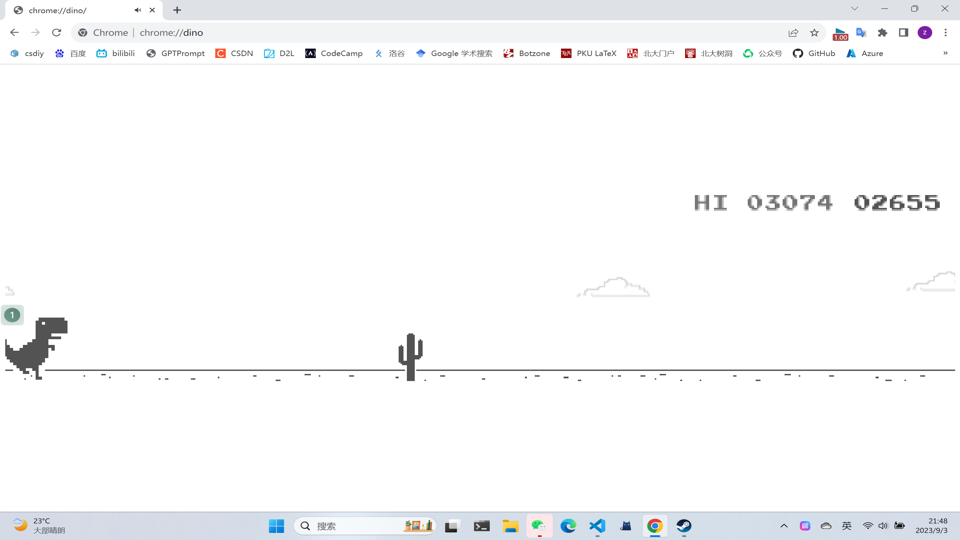 chrome://dino/
Chrome | chrome://dino
1.00
z
csdiy 百度 bilibili GPTPrompt CSDN D2L CodeCamp 洛谷 Google 学术搜索 Botzone PKU LaTeX 北大门户 北大树洞 公众号 GitHub Azure »
HI 03074 02655
1
23°C
大部晴朗
搜索
英
21:48
2023/9/3